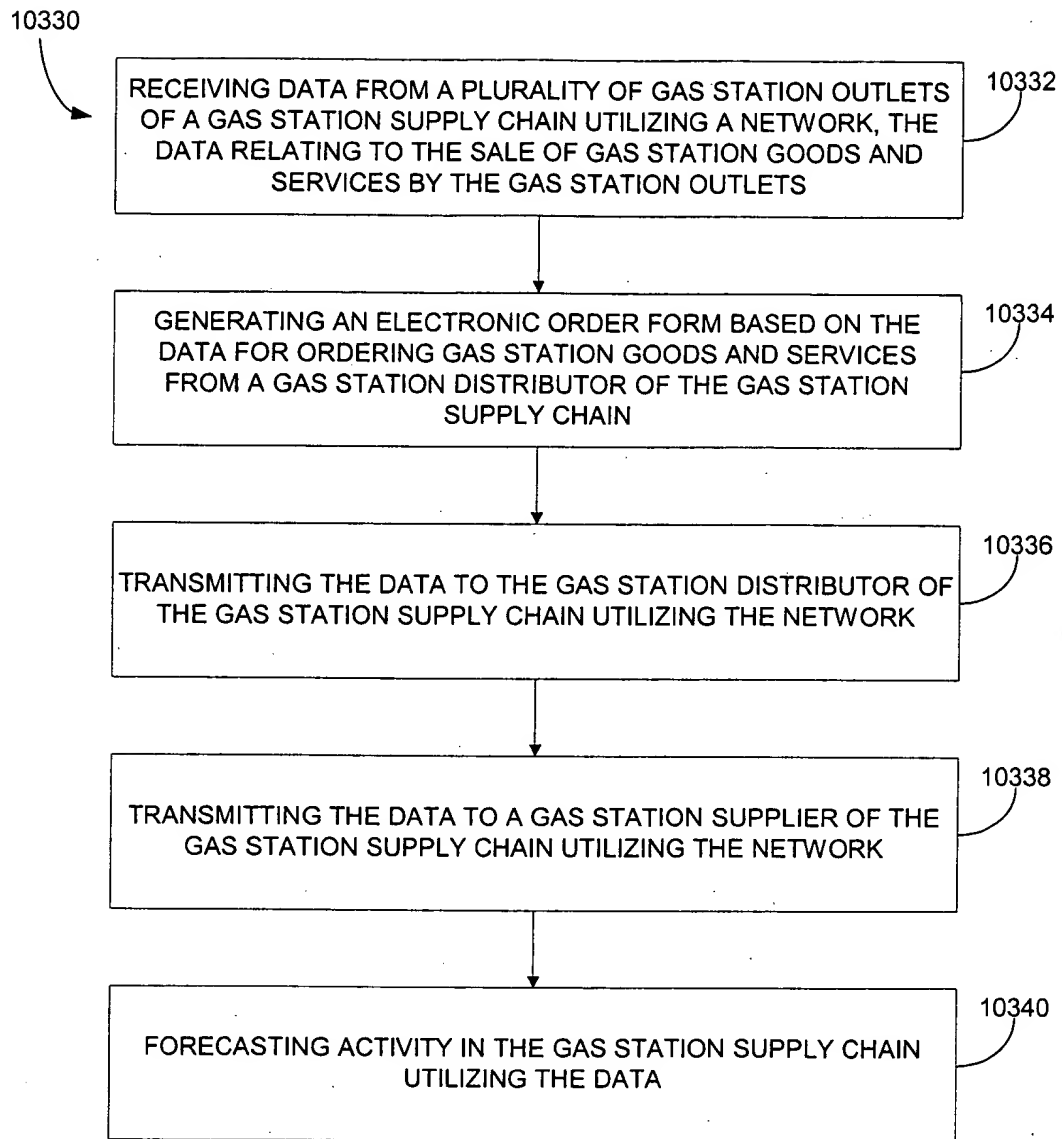 10330
RECEIVING DATA FROM A PLURALITY OF GAS STATION OUTLETS
OF A GAS STATION SUPPLY CHAIN UTILIZING A NETWORK, THE
DATA RELATING TO THE SALE OF GAS STATION GOODS AND
SERVICES BY THE GAS STATION OUTLETS
10332
GENERATING AN ELECTRONIC ORDER FORM BASED ON THE
DATA FOR ORDERING GAS STATION GOODS AND SERVICES
FROM A GAS STATION DISTRIBUTOR OF THE GAS STATION
SUPPLY CHAIN
10334
TRANSMITTING THE DATA TO THE GAS STATION DISTRIBUTOR OF
THE GAS STATION SUPPLY CHAIN UTILIZING THE NETWORK
10336
TRANSMITTING THE DATA TO A GAS STATION SUPPLIER OF THE
GAS STATION SUPPLY CHAIN UTILIZING THE NETWORK
10338
FORECASTING ACTIVITY IN THE GAS STATION SUPPLY CHAIN
UTILIZING THE DATA
10340